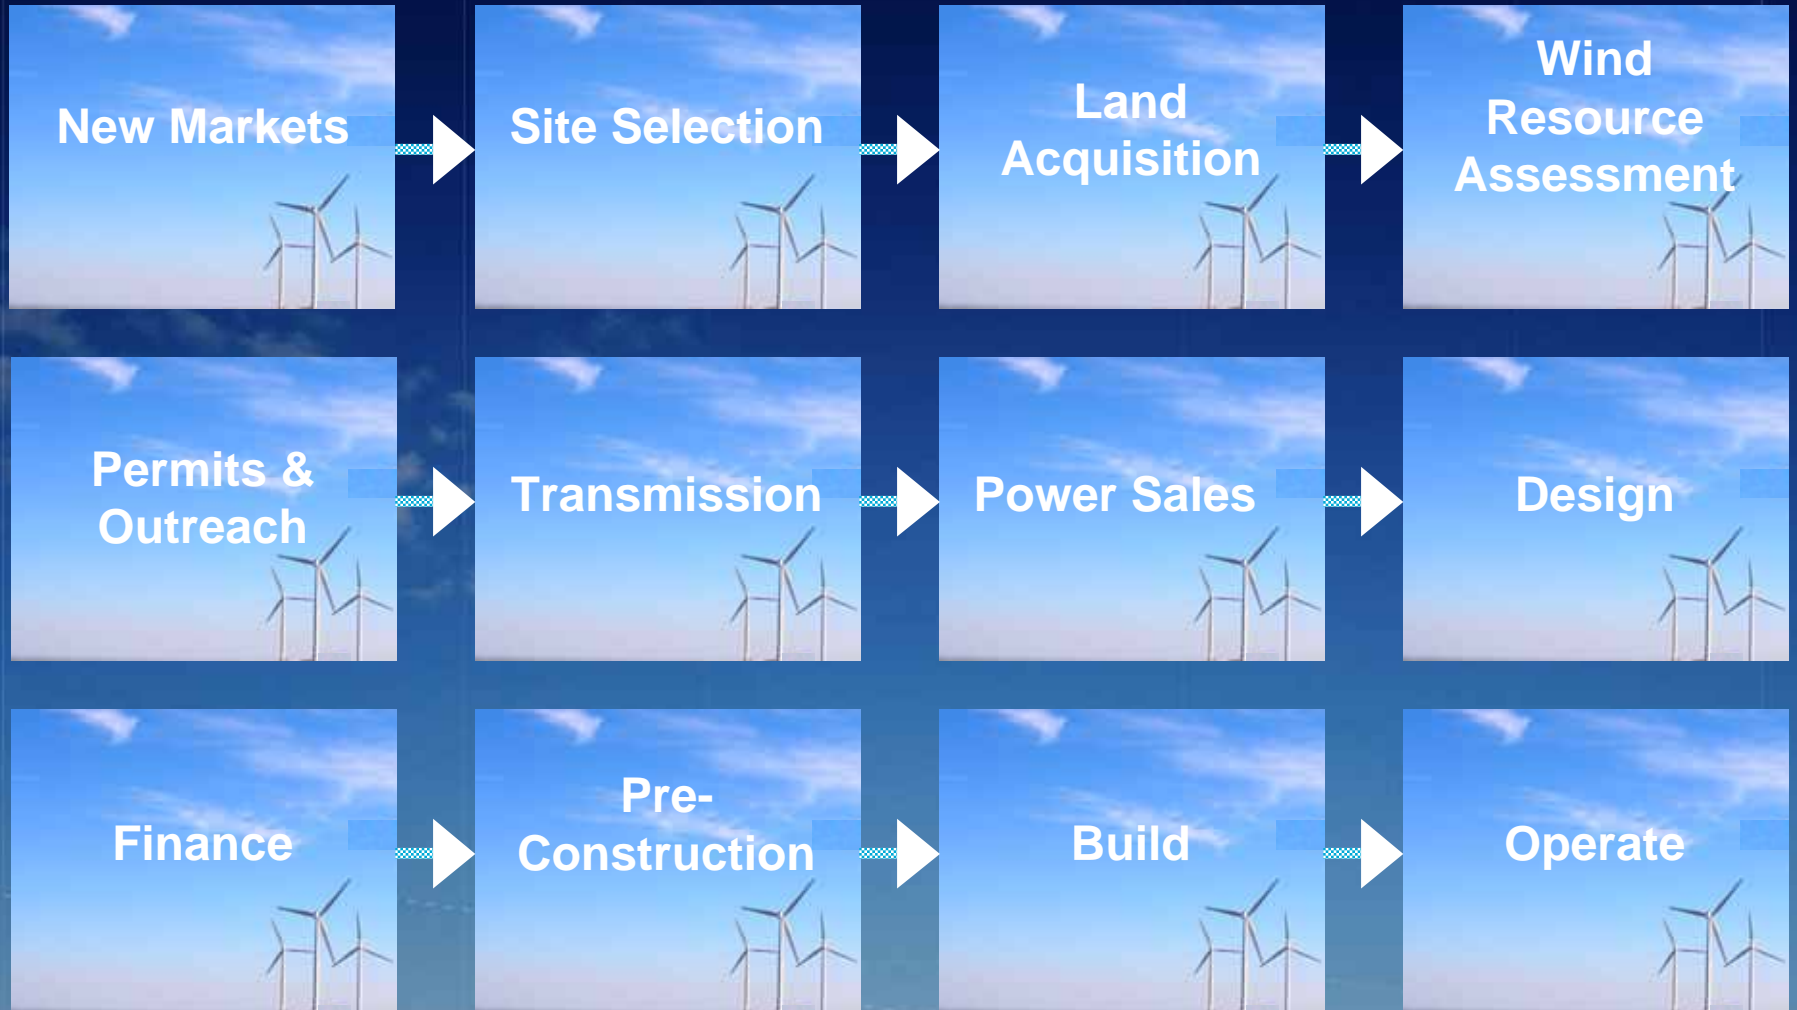 New Markets
Site Selection
Land
Acquisition
Wind
Resource
Assessment
Permits &
Outreach
Transmission
Power Sales
Design
Finance
Pre-
Construction
Build
Operate